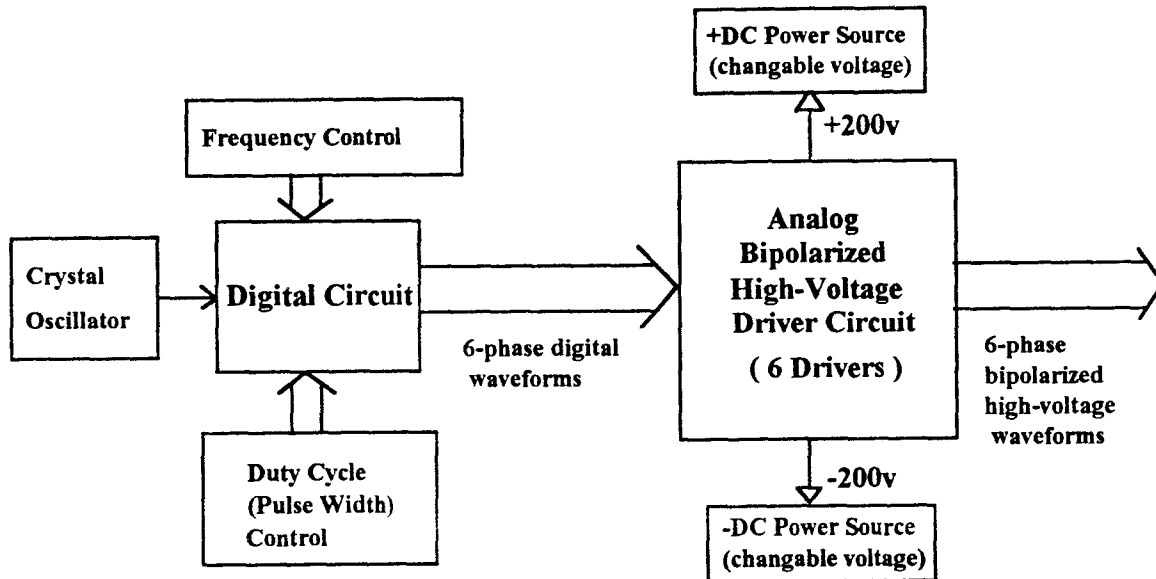 +DC Power Source
(changable voltage)
+200v
Frequency Control
Crystal
Oscillator
Digital Circuit
6-phase digital
waveforms
Analog
Bipolarized
High-Voltage
Driver Circuit
( 6 Drivers )
6-phase
bipolarized
high-voltage
waveforms
Duty Cycle
(Pulse Width)
Control
-200v
-DC Power Source
(changable voltage)